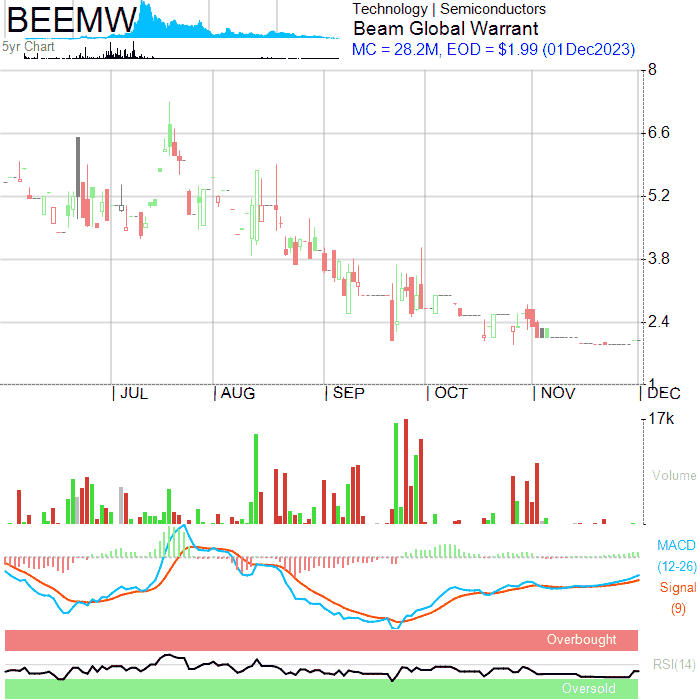 BEEMW
Technology | Semiconductors
Beam Global Warrant
5yr Chart
MC = 28.2M, EOD = $1.99 (01Dec2023)
8
6.6
5.2
3.8
2.4
1
| JUL | AUG | SEP | OCT | NOV | DEC
17k
Volume
MACD
(12-26)
Signal
(9)
Overbought
RSI(14)
Oversold